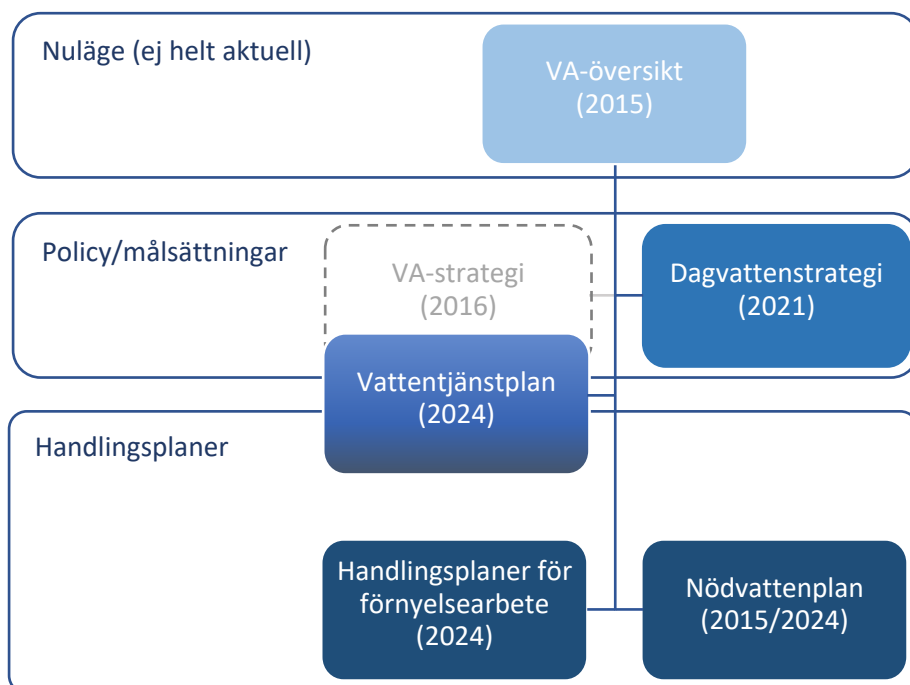 Nuläge (ej helt aktuell)
VA-översikt
(2015)
Policy/målsättningar
VA-strategi
(2016)
Dagvattenstrategi
(2021)
Vattentjänstplan
(2024)
Handlingsplaner
Handlingsplaner för
förnyelsearbete
(2024)
Nödvattenplan
(2015/2024)